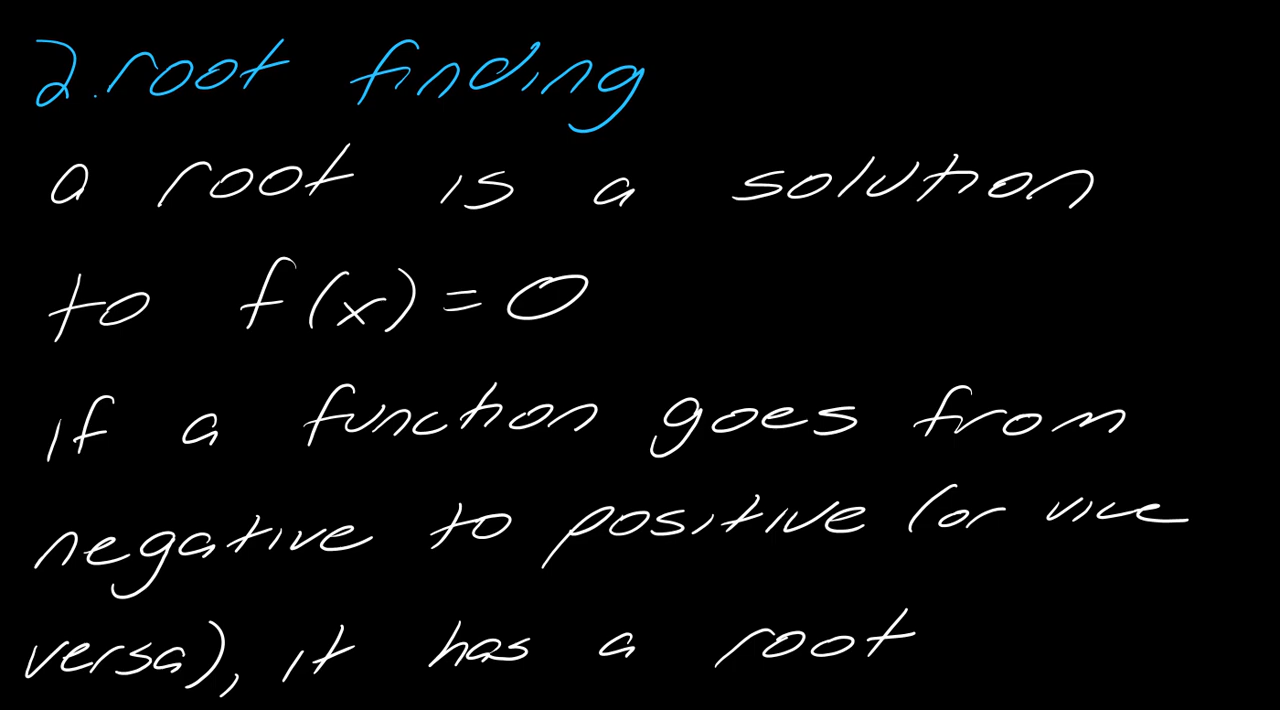 2. root finding
a root is a solution
to f(x) = 0
if a function goes from
negative to positive (or vice
versa), it has a root